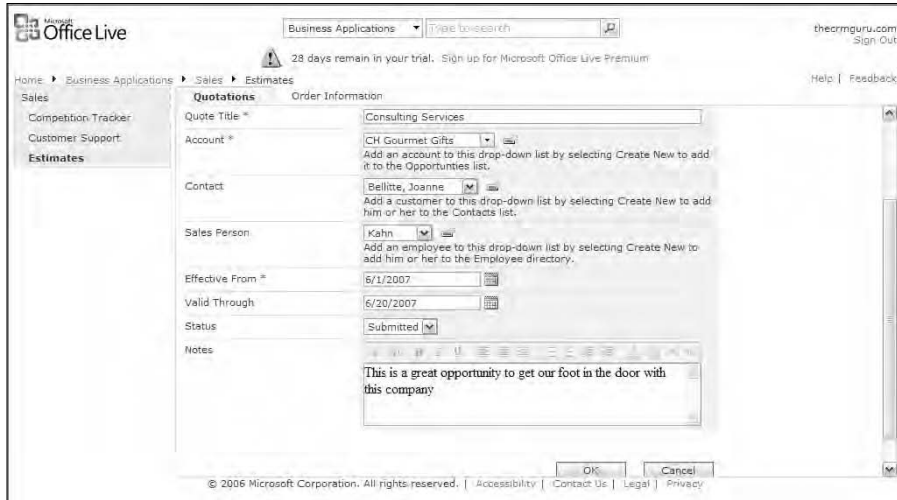 Microsoft
Office Live
Business Applications
Type to search
thecrmguru.com
Sign Out
28 days remain in your trial. Sign up for Microsoft Office Live Premium
Home Business Applications Sales Estimates
Help | Feedback
Sales
Competition Tracker
Customer Support
Estimates
Quotations Order Information
Quote Title * Consulting Services
Account * CH Gourmet Gifts
Add an account to this drop-down list by selecting Create New to add
it to the Opportunties list.
Contact Bellitte, Joanne
Add a customer to this drop-down list by selecting Create New to add
him or her to the Contacts list.
Sales Person Kahn
Add an employee to this drop-down list by selecting Create New to
add him or her to the Employee directory.
Effective From * 6/1/2007
Valid Through 6/20/2007
Status Submitted
Notes
This is a great opportunity to get our foot in the door with
this company
OK Cancel
© 2006 Microsoft Corporation. All rights reserved. | Accessibility | Contact Us | Legal | Privacy